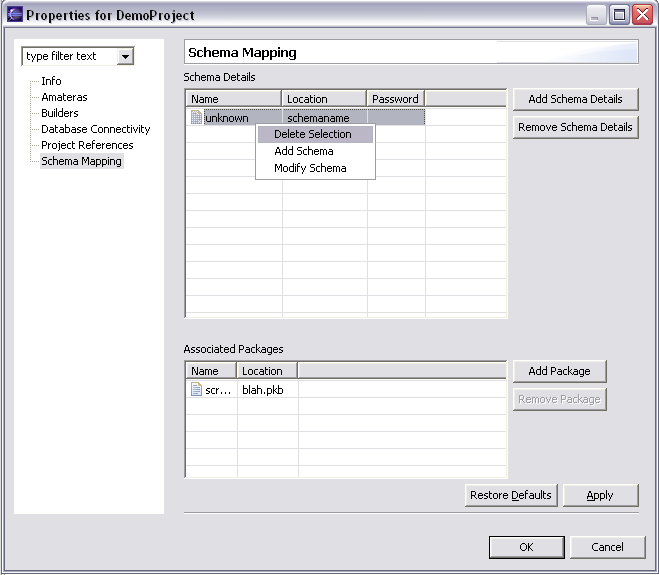 Properties for DemoProject
type filter text
Info
Amateras
Builders
Database Connectivity
Project References
Schema Mapping
Schema Mapping
Schema Details
Name Location Password
unknown schemaname
Delete Selection
Add Schema
Modify Schema
Add Schema Details
Remove Schema Details
Associated Packages
Name Location
scr... blah.pkb
Add Package
Remove Package
Restore Defaults Apply
OK Cancel